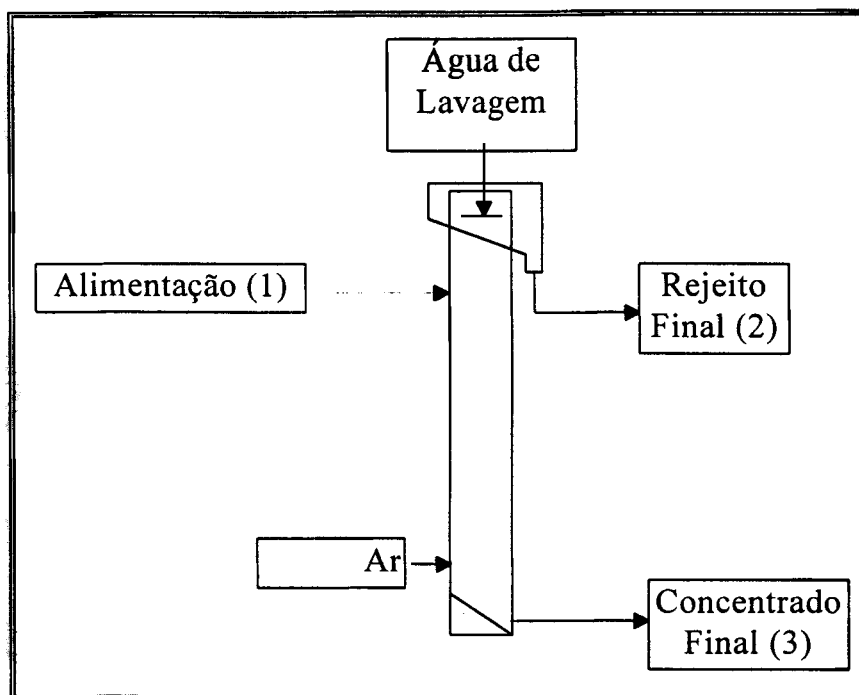 Água de
Lavagem
Alimentação (1)
Rejeito
Final (2)
Ar
Concentrado
Final (3)